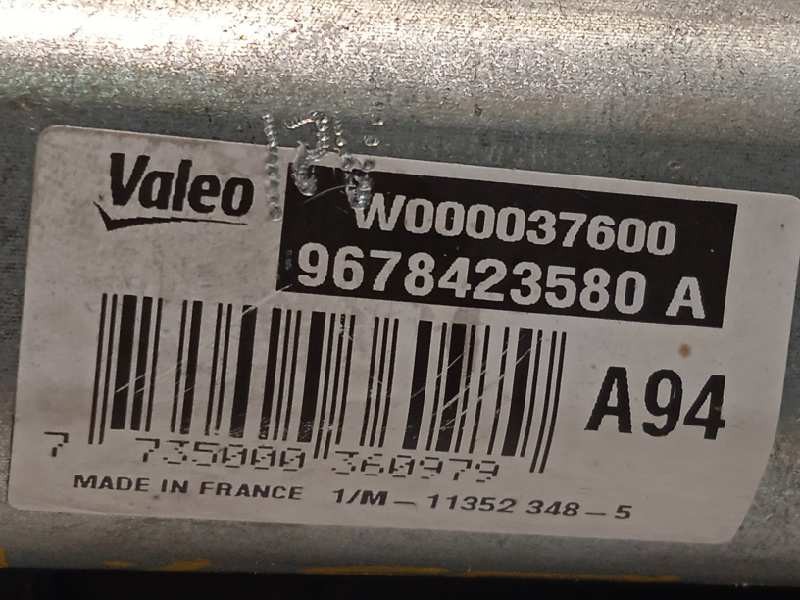 Valeo
W000037600
9678423580 A
A94
7 735000 360979
MADE IN FRANCE 1/M - 11352 348 - 5